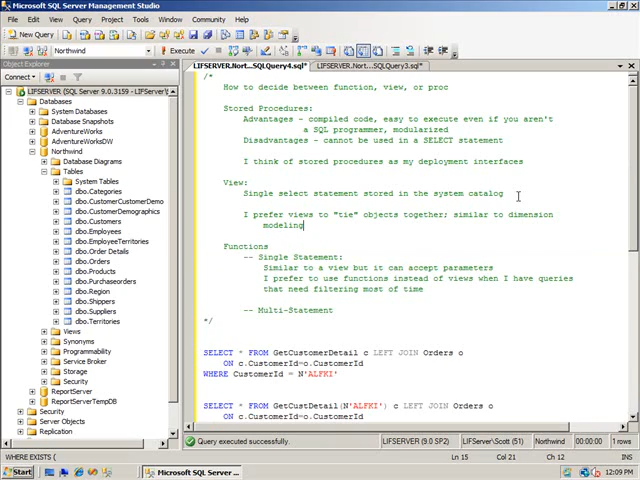 Microsoft SQL Server Management Studio
File Edit View Query Project Tools Window Community Help
New Query
Northwind
Execute
Object Explorer
LIFSERVER.Nort...SQLQuery4.sql*
LIFSERVER.Nort...SQLQuery3.sql*
Connect
LIFSERVER (SQL Server 9.0.3159 - LIFServer\
Databases
System Databases
Database Snapshots
AdventureWorks
AdventureWorksDW
Northwind
Database Diagrams
Tables
System Tables
dbo.Categories
dbo.CustomerCustomerDemo
dbo.CustomerDemographics
dbo.Customers
dbo.Employees
dbo.EmployeeTerritories
dbo.Order Details
dbo.Orders
dbo.Products
dbo.Purchaseorders
dbo.Region
dbo.Shippers
dbo.Suppliers
dbo.Territories
Views
Synonyms
Programmability
Service Broker
Storage
Security
ReportServer
ReportServerTempDB
Security
Server Objects
Replication
/*
How to decide between function, view, or proc
Stored Procedures:
Advantages - compiled code, easy to execute even if you aren't
a SQL programmer, modularized
Disadvantages - cannot be used in a SELECT statement
I think of stored procedures as my deployment interfaces
View:
Single select statement stored in the system catalog
I prefer views to "tie" objects together; similar to dimension
modeling
Functions
-- Single Statement:
Similar to a view but it can accept parameters
I prefer to use functions instead of views when I have queries
that need filtering most of time
-- Multi-Statement
*/
SELECT * FROM GetCustomerDetail c LEFT JOIN Orders o
ON c.CustomerId=o.CustomerId
WHERE CustomerId = N'ALFKI'
SELECT * FROM GetCustDetail(N'ALFKI') c LEFT JOIN Orders o
ON c.CustomerId=o.CustomerId
Query executed successfully.
LIFSERVER (9.0 SP2)
LIFServer\Scott (51)
Northwind
00:00:00
1 rows
WHERE EXISTS (
Ln 15
Col 21
Ch 12
INS
Start
Microsoft SQL Server ...
12:09 PM